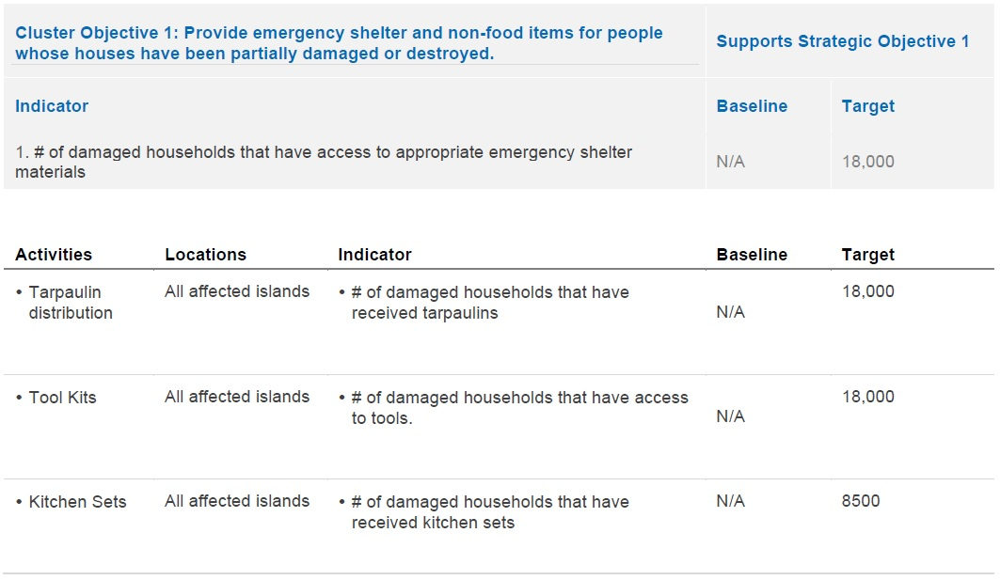 Cluster Objective 1: Provide emergency shelter and non-food items for people
whose houses have been partially damaged or destroyed.
Supports Strategic Objective 1
Indicator
Baseline
Target
1. # of damaged households that have access to appropriate emergency shelter
materials
N/A
18,000
Activities
Locations
Indicator
Baseline
Target
• Tarpaulin
distribution
All affected islands
• # of damaged households that have
received tarpaulins
N/A
18,000
• Tool Kits
All affected islands
• # of damaged households that have access
to tools.
N/A
18,000
• Kitchen Sets
All affected islands
• # of damaged households that have
received kitchen sets
N/A
8500